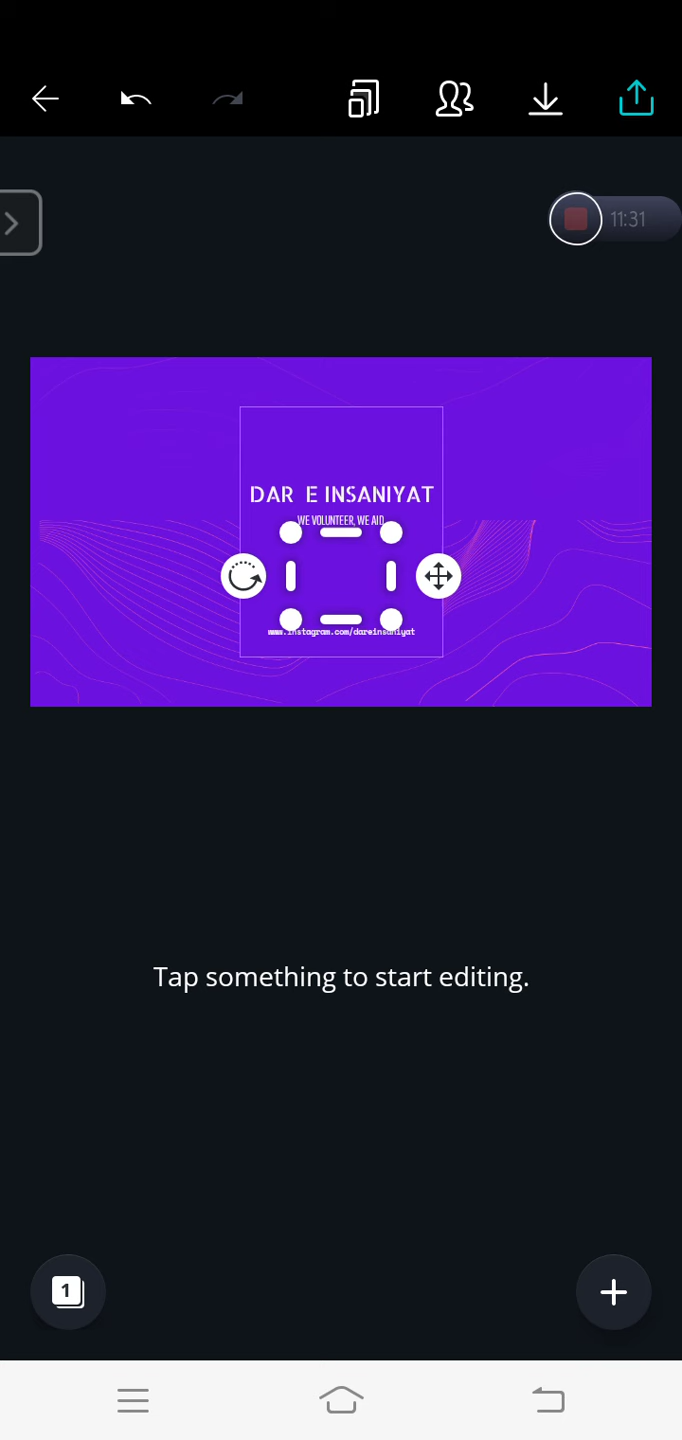 11:31
DAR E INSANIYAT
WE VOLUNTEER, WE AID
www.instagram.com/dareinsaniyat
Tap something to start editing.
1